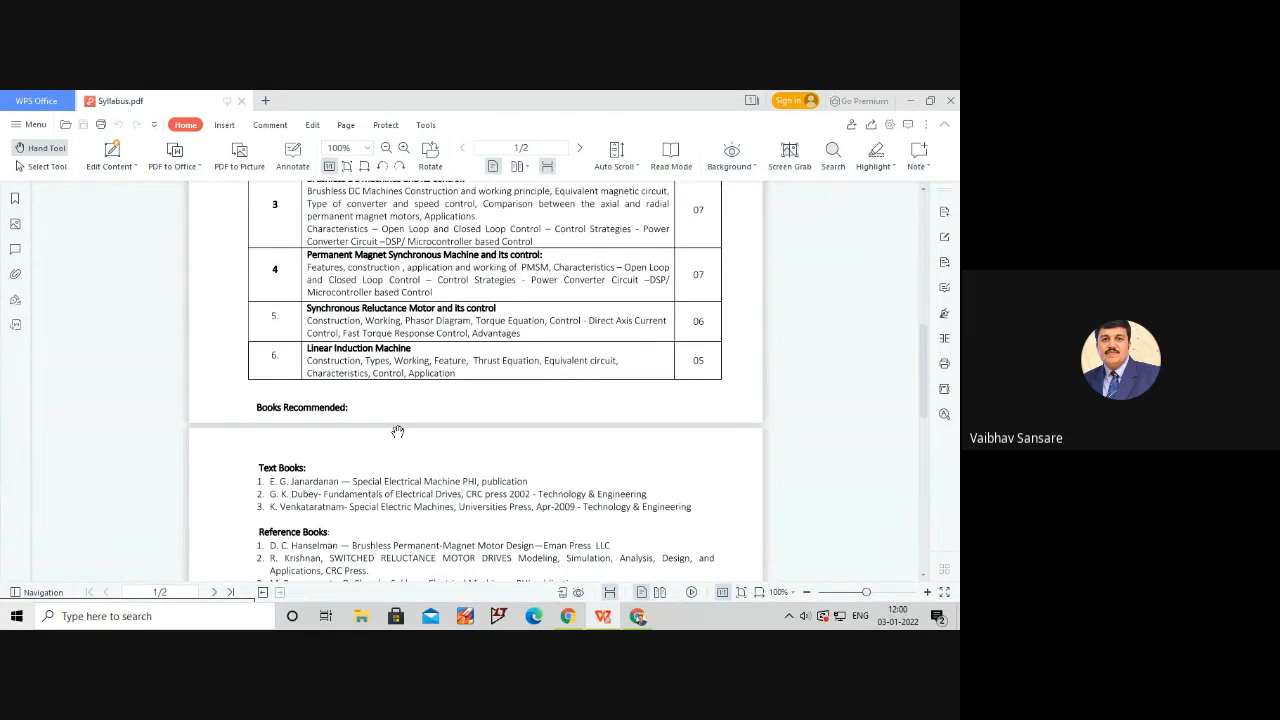 WPS Office
Syllabus.pdf
Sign in
Go Premium
Menu
Home
Insert
Comment
Edit
Page
Protect
Tools
Hand Tool
Select Tool
Edit Content
PDF to Office
PDF to Picture
Annotate
100%
Rotate
1/2
Auto Scroll
Read Mode
Background
Screen Grab
Search
Highlight
Note
3
Brushless DC Machines Construction and working principle, Equivalent magnetic circuit,
Type of converter and speed control, Comparison between the axial and radial
permanent magnet motors, Applications.
Characteristics – Open Loop and Closed Loop Control – Control Strategies - Power
Converter Circuit –DSP/ Microcontroller based Control
07
4
Permanent Magnet Synchronous Machine and its control:
Features, construction , application and working of PMSM, Characteristics – Open Loop
and Closed Loop Control – Control Strategies - Power Converter Circuit –DSP/
Microcontroller based Control
07
5.
Synchronous Reluctance Motor and its control
Construction, Working, Phasor Diagram, Torque Equation, Control - Direct Axis Current
Control, Fast Torque Response Control, Advantages
06
6.
Linear Induction Machine
Construction, Types, Working, Feature, Thrust Equation, Equivalent circuit,
Characteristics, Control, Application
05
Books Recommended:
Text Books:
1. E. G. Janardanan — Special Electrical Machine PHI, publication
2. G. K. Dubey- Fundamentals of Electrical Drives, CRC press 2002 - Technology & Engineering
3. K. Venkataratnam- Special Electric Machines, Universities Press, Apr-2009 - Technology & Engineering
Reference Books:
1. D. C. Hanselman — Brushless Permanent-Magnet Motor Design—Eman Press LLC
2. R. Krishnan, SWITCHED RELUCTANCE MOTOR DRIVES Modeling, Simulation, Analysis, Design, and
Applications, CRC Press.
Navigation
1/2
100%
Type here to search
ENG
12:00
03-01-2022
2
Vaibhav Sansare